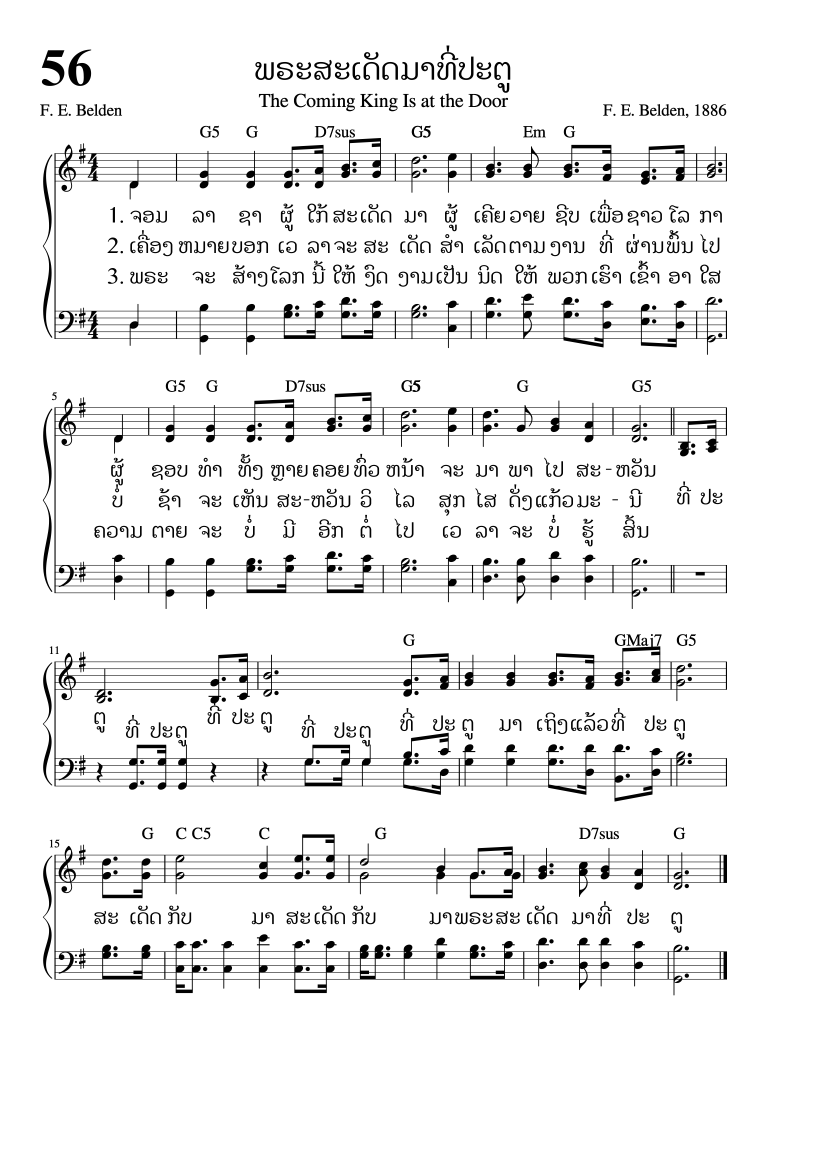 56
ພຣະສະເດັດມາທີ່ປະຕູ
The Coming King Is at the Door
F. E. Belden
F. E. Belden, 1886
G5 G D7sus G5 Em G
1. ຈອມ ລາ ຊາ ຜູ້ ໃກ້ ສະເດັດ ມາ ຜູ້ ເຄີຍວາຍ ຊີບ ເພື່ອຊາວ ໂລ ກາ
2. ເຄື່ອງ ຫມາຍບອກ ເວ ລາຈະ ສະ ເດັດ ສຳ ເລັດຕາມ ງານ ທີ່ ຜ່ານພົ້ນ ໄປ
3. ພຣະ ຈະ ສ້າງໂລກ ນີ້ ໃຫ້ ງົດ ງາມເປັນ ນິດ ໃຫ້ ພວກເຮົາ ເຂົ້າ ອາ ໃສ
5
G5 G D7sus G5 G G5
ຜູ້ ຊອບ ທຳ ທັ້ງ ຫຼາຍຄອຍທົ່ວ ຫນ້າ ຈະ ມາ ພາ ໄປ ສະ-ຫວັນ
ບໍ່ ຊ້າ ຈະ ເຫັນ ສະ-ຫວັນ ວິ ໄລ ສຸກ ໄສ ດັ່ງແກ້ວມະ - ນີ ທີ່ ປະ
ຄວາມ ຕາຍ ຈະ ບໍ່ ມີ ອີກ ຕໍ່ ໄປ ເວ ລາ ຈະ ບໍ່ ຮູ້ ສິ້ນ
11
G GMaj7 G5
ຕູ ທີ່ ປະຕູ ທີ່ ປະ ຕູ ທີ່ ປະຕູ ທີ່ ປະ ຕູ ມາ ເຖິງແລ້ວທີ່ ປະ ຕູ
15
G C C5 C G D7sus G
ສະ ເດັດ ກັບ ມາ ສະເດັດ ກັບ ມາພຣະສະ ເດັດ ມາທີ່ ປະ ຕູ